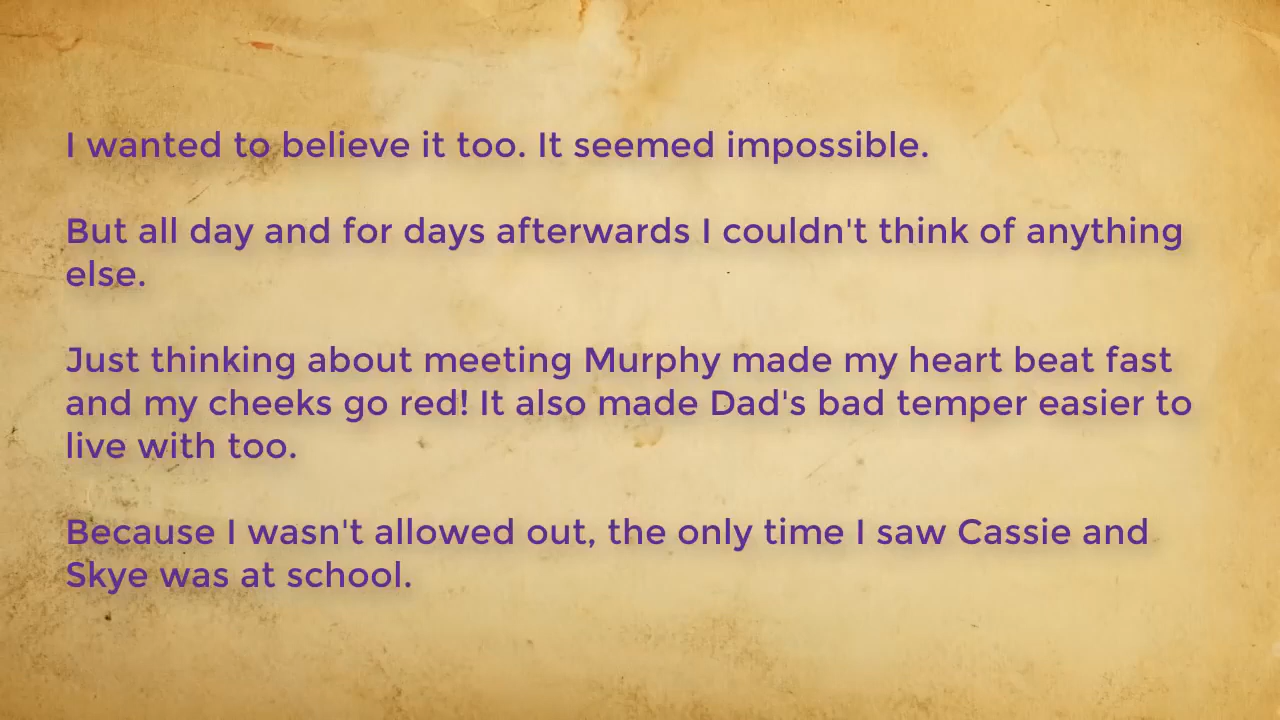 I wanted to believe it too. It seemed impossible.
But all day and for days afterwards I couldn't think of anything
else.
Just thinking about meeting Murphy made my heart beat fast
and my cheeks go red! It also made Dad's bad temper easier to
live with too.
Because I wasn't allowed out, the only time I saw Cassie and
Skye was at school.